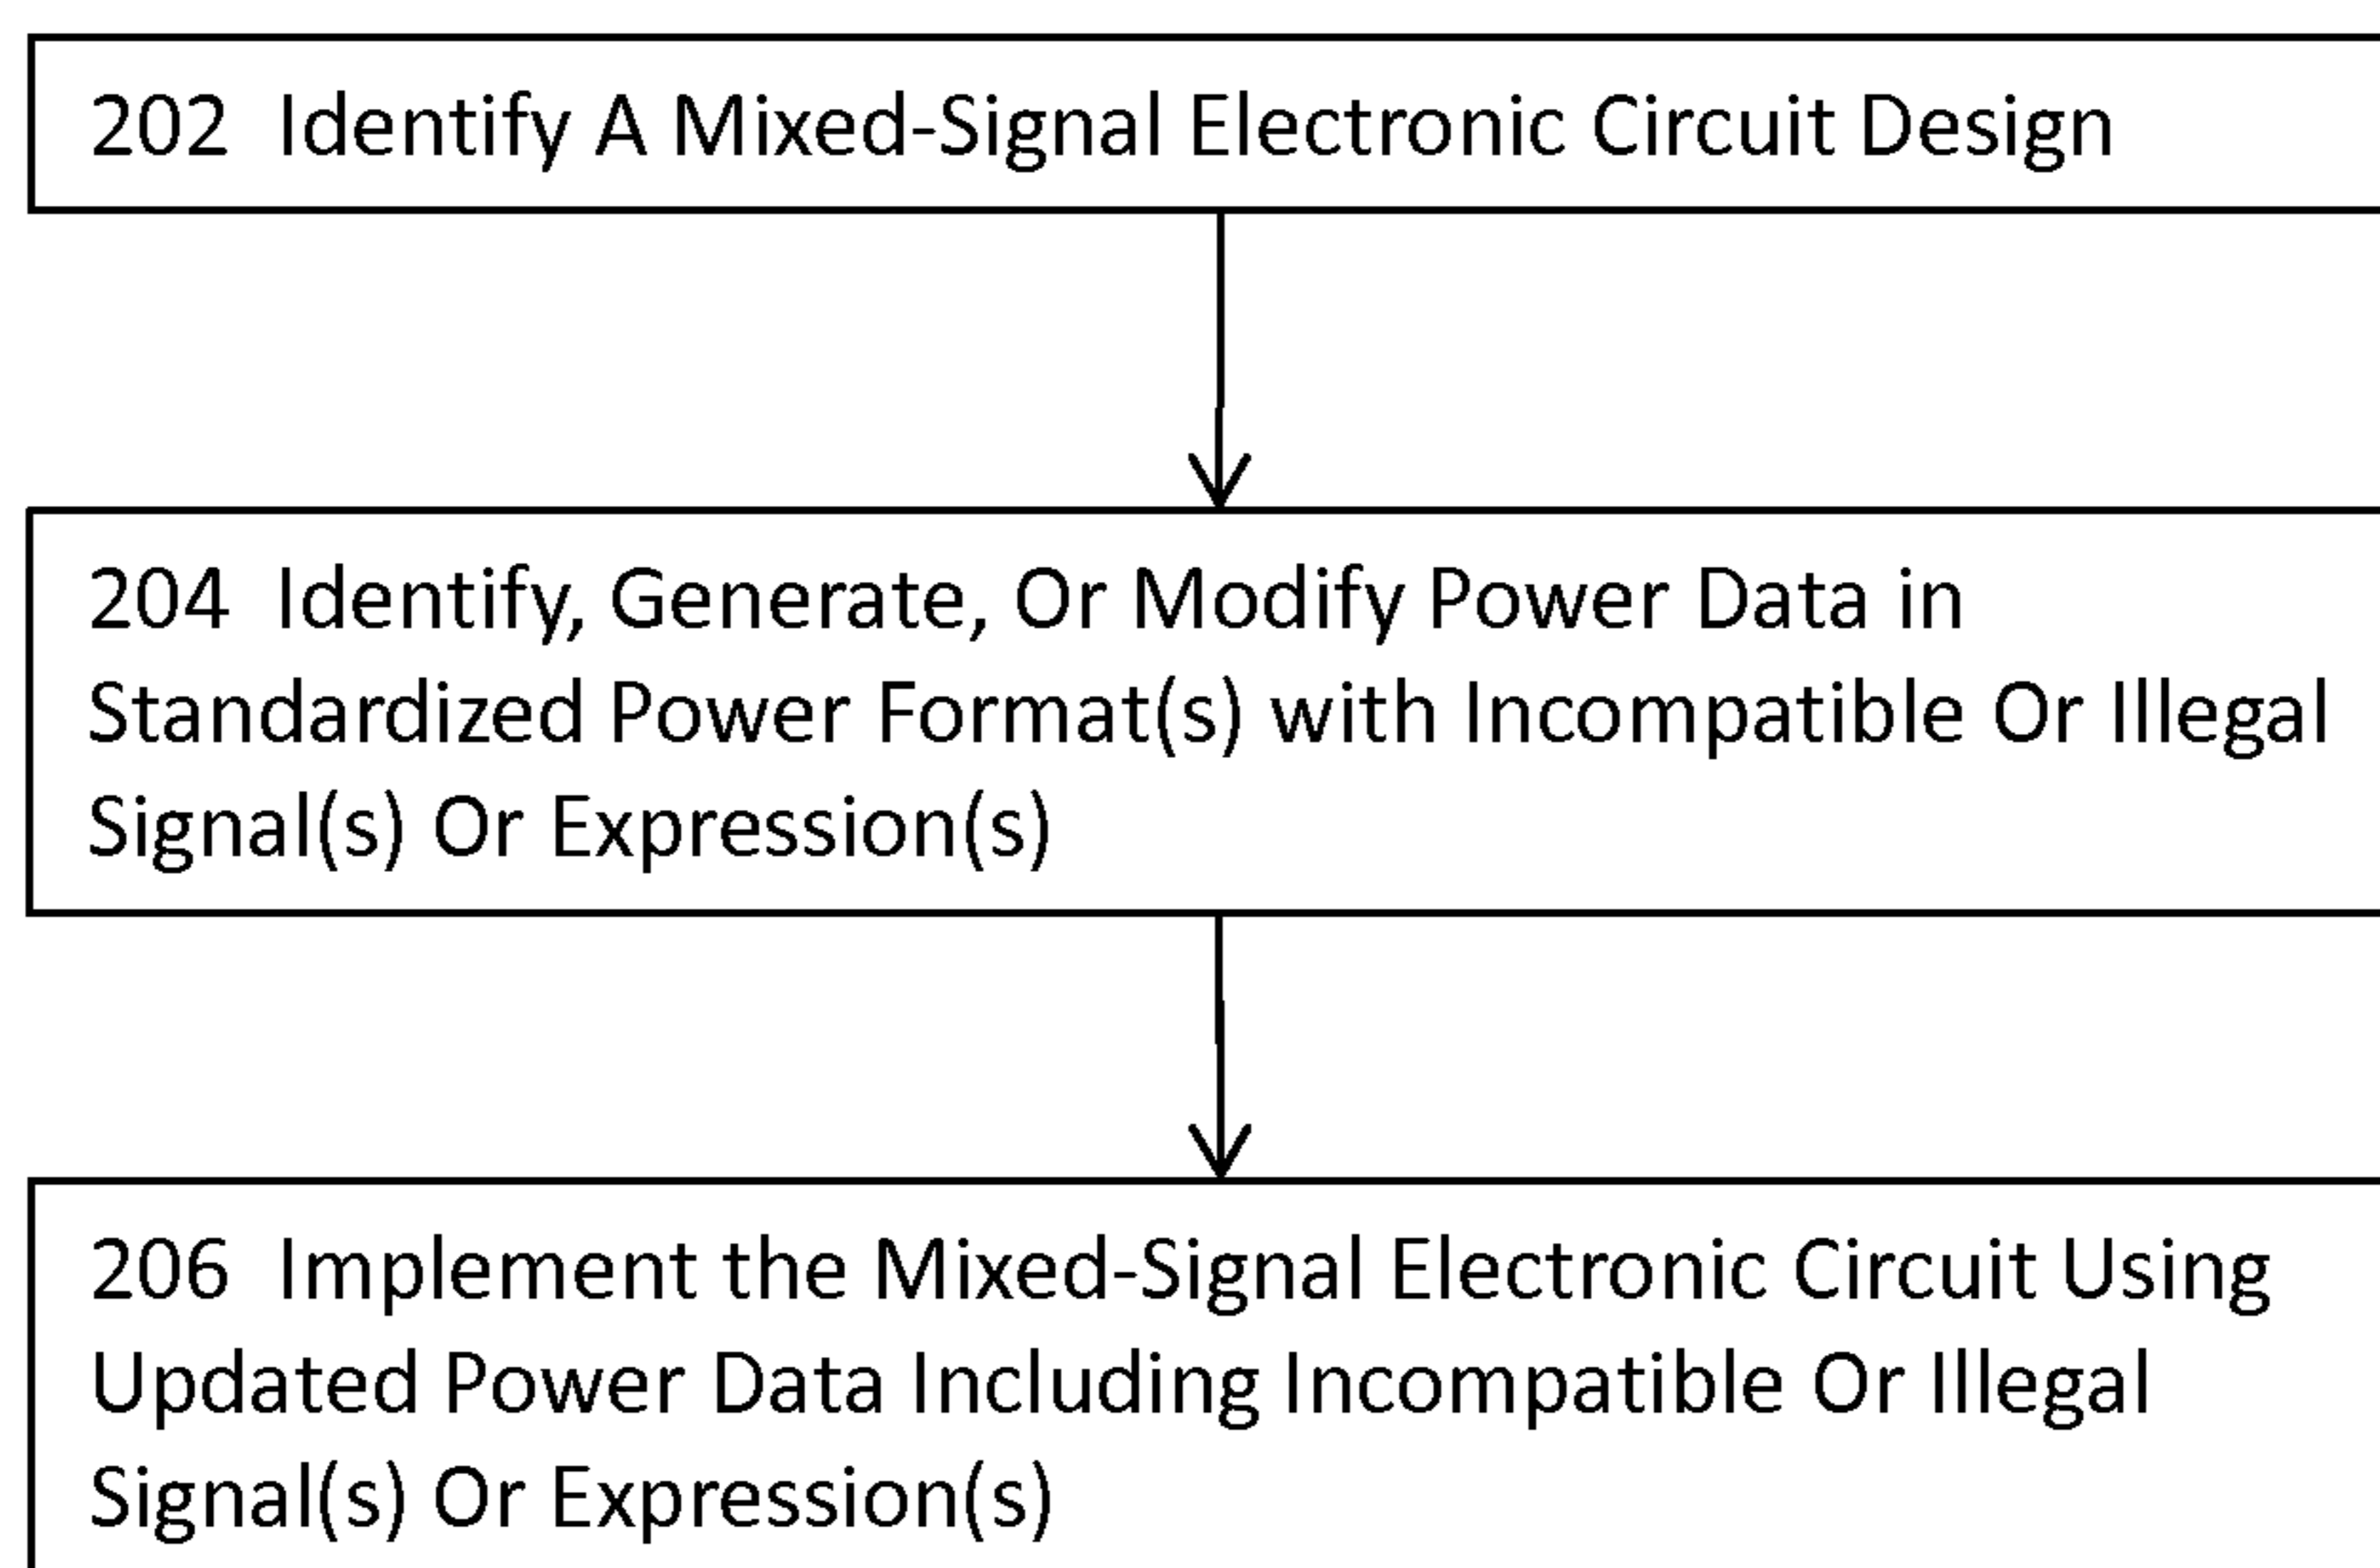 202 Identify A Mixed-Signal Electronic Circuit Design
204 Identify, Generate, Or Modify Power Data in
Standardized Power Format(s) with Incompatible Or Illegal
Signal(s) Or Expression(s)
206 Implement the Mixed-Signal Electronic Circuit Using
Updated Power Data Including Incompatible Or Illegal
Signal(s) Or Expression(s)